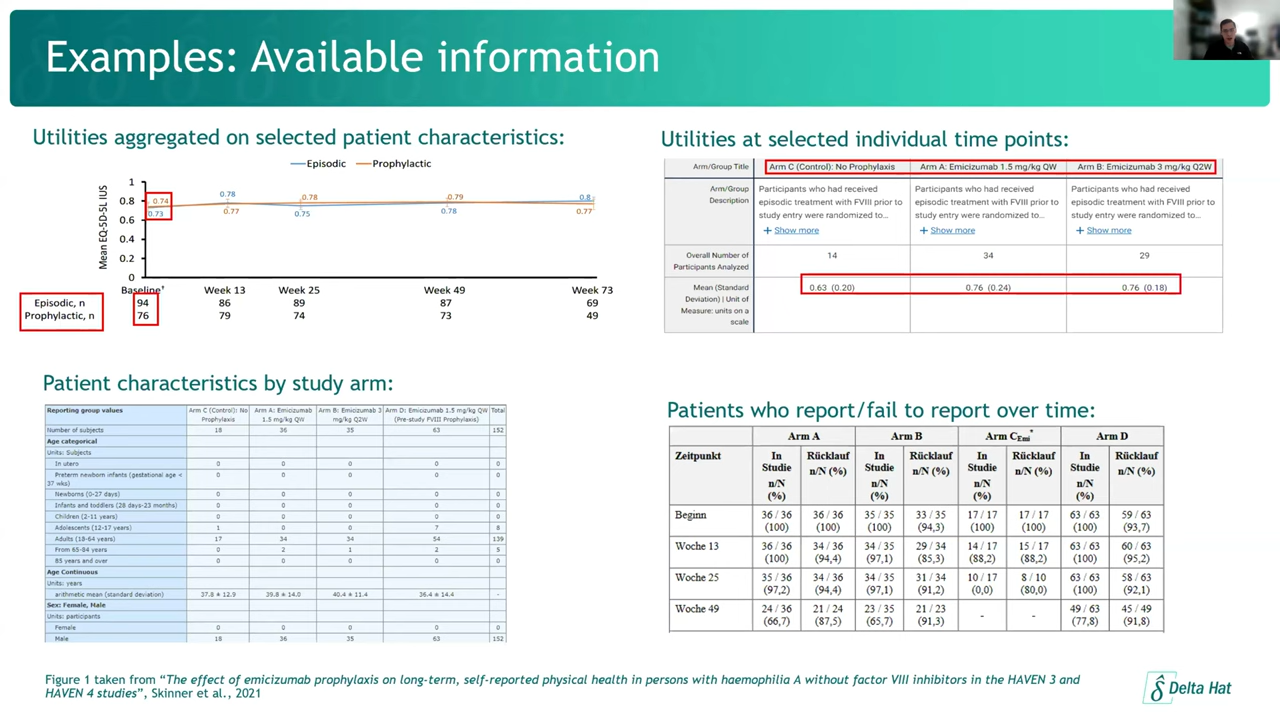 Examples: Available information
Utilities aggregated on selected patient characteristics:
Episodic Prophylactic
Mean EQ-5D-5L IUS
1
0.8
0.6
0.4
0.2
0
0.74
0.73
0.78
0.77
0.78
0.75
0.79
0.78
0.8
0.77
Baseline† Week 13 Week 25 Week 49 Week 73
Episodic, n 94 86 89 87 69
Prophylactic, n 76 79 74 73 49
Utilities at selected individual time points:
Arm/Group Title Arm C (Control): No Prophylaxis Arm A: Emicizumab 1.5 mg/kg QW Arm B: Emicizumab 3 mg/kg Q2W
Arm/Group Participants who had received Participants who had received Participants who had received
Description episodic treatment with FVIII prior to episodic treatment with FVIII prior to episodic treatment with FVIII prior to
study entry were randomized to… study entry were randomized to… study entry were randomized to…
+ Show more + Show more + Show more
Overall Number of 14 34 29
Participants Analyzed
Mean (Standard 0.63 (0.20) 0.76 (0.24) 0.76 (0.18)
Deviation) | Unit of
Measure: units on a
scale
Patient characteristics by study arm:
Reporting group values Arm C (Control): No Arm A: Emicizumab Arm B: Emicizumab 3 Arm D: Emicizumab 1.5 mg/kg QW Total
Prophylaxis 1.5 mg/kg QW mg/kg Q2W (Pre-study FVIII Prophylaxis)
Number of subjects 18 36 35 63 152
Age categorical
Units: Subjects
In utero 0 0 0 0 0
Preterm newborn infants (gestational age < 0 0 0 0 0
37 wks)
Newborns (0-27 days) 0 0 0 0 0
Infants and toddlers (28 days-23 months) 0 0 0 0 0
Children (2-11 years) 0 0 0 0 0
Adolescents (12-17 years) 1 0 0 7 8
Adults (18-64 years) 17 34 34 54 139
From 65-84 years 0 2 1 2 5
85 years and over 0 0 0 0 0
Age Continuous
Units: years
arithmetic mean (standard deviation) 37.8 ± 12.9 39.8 ± 14.0 40.4 ± 11.4 36.4 ± 14.4 -
Sex: Female, Male
Units: participants
Female 0 0 0 0 0
Male 18 36 35 63 152
Patients who report/fail to report over time:
Arm A Arm B Arm CEmi* Arm D
Zeitpunkt In Rücklauf In Rücklauf In Rücklauf In Rücklauf
Studie n/N (%) Studie n/N (%) Studie n/N (%) Studie n/N (%)
n/N n/N n/N n/N
(%) (%) (%) (%)
Beginn 36 / 36 36 / 36 35 / 35 33 / 35 17 / 17 17 / 17 63 / 63 59 / 63
(100) (100) (100) (94,3) (100) (100) (100) (93,7)
Woche 13 36 / 36 34 / 36 34 / 35 29 / 34 14 / 17 15 / 17 63 / 63 60 / 63
(100) (94,4) (97,1) (85,3) (88,2) (88,2) (100) (95,2)
Woche 25 35 / 36 34 / 36 34 / 35 31 / 34 10 / 17 8 / 10 63 / 63 58 / 63
(97,2) (94,4) (97,1) (91,2) (0,0) (80,0) (100) (92,1)
Woche 49 24 / 36 21 / 24 23 / 35 21 / 23 - - 49 / 63 45 / 49
(66,7) (87,5) (65,7) (91,3) (77,8) (91,8)
Figure 1 taken from “The effect of emicizumab prophylaxis on long-term, self-reported physical health in persons with haemophilia A without factor VIII inhibitors in the HAVEN 3 and
HAVEN 4 studies”, Skinner et al., 2021
δ Delta Hat